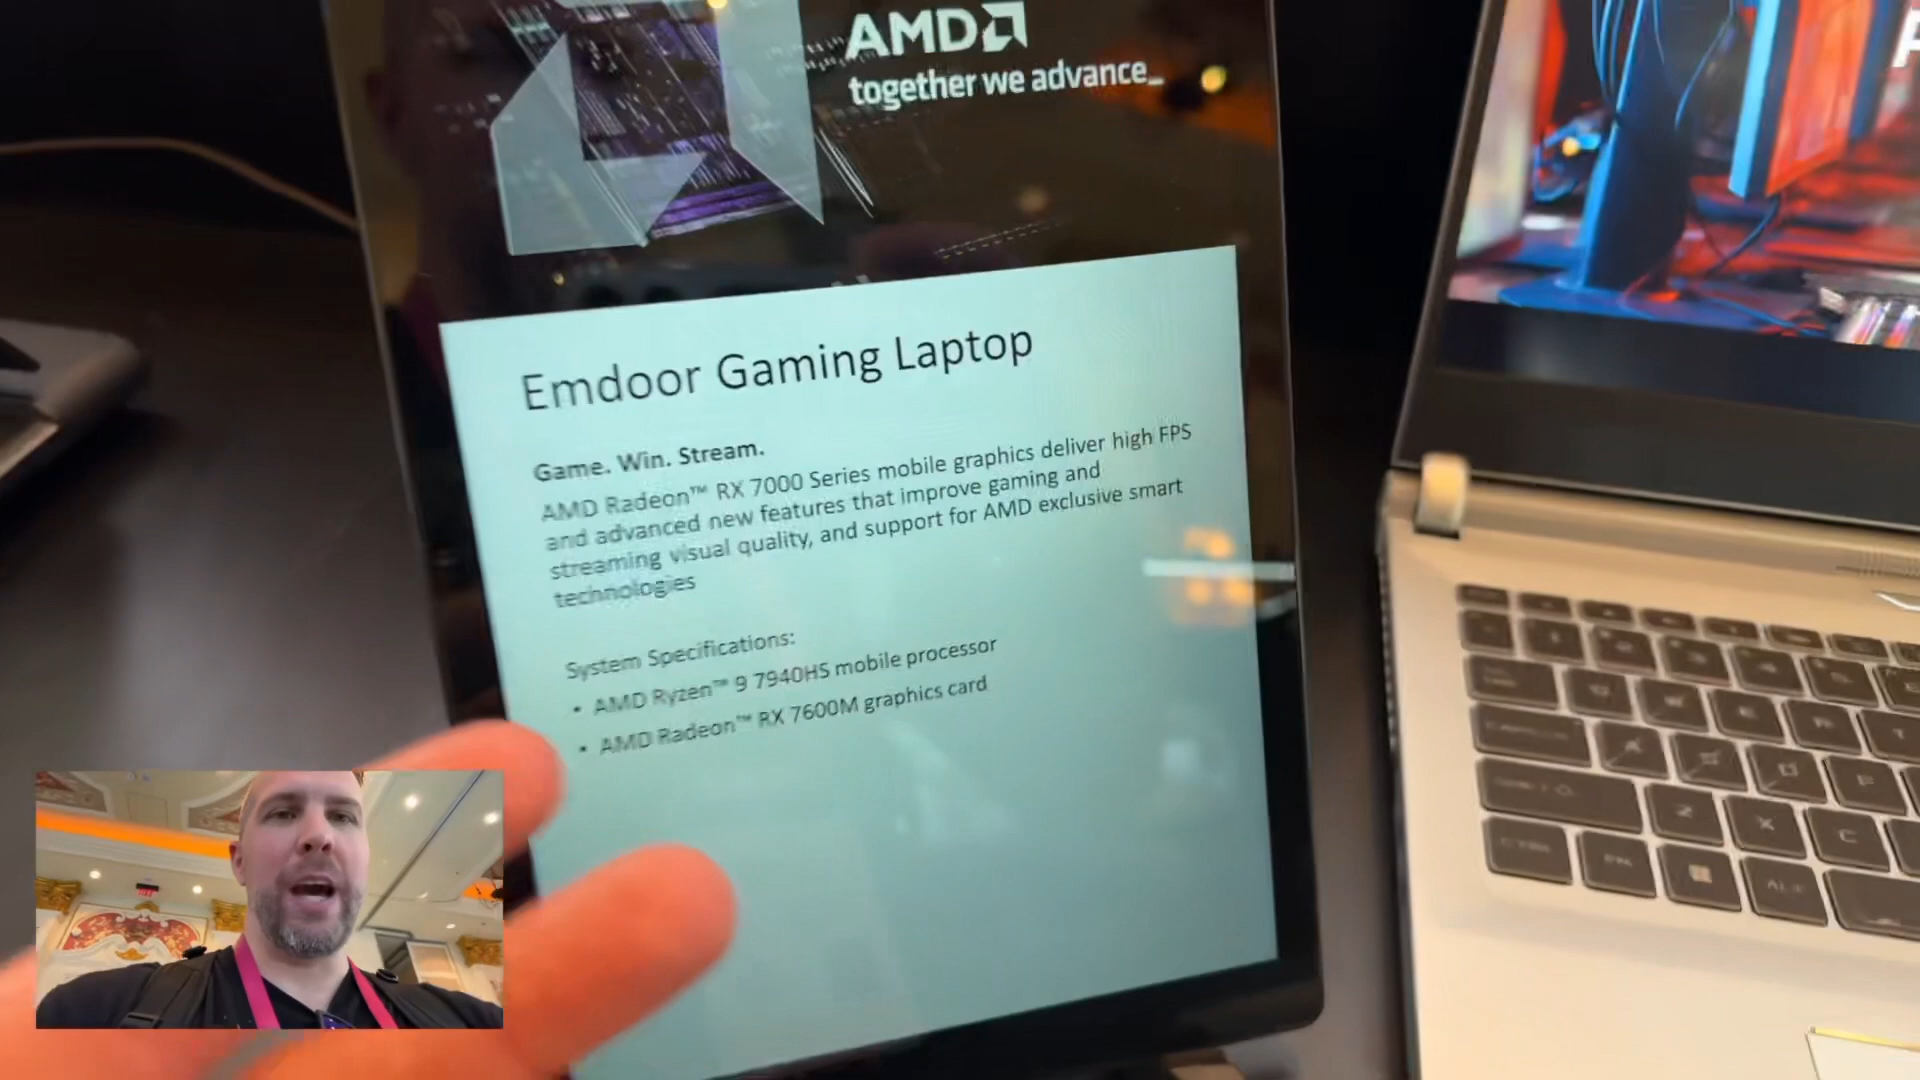 AMD
together we advance_
Emdoor Gaming Laptop
Game. Win. Stream.
AMD Radeon™ RX 7000 Series mobile graphics deliver high FPS
and advanced new features that improve gaming and
streaming visual quality, and support for AMD exclusive smart
technologies
System Specifications:
• AMD Ryzen™ 9 7940HS mobile processor
• AMD Radeon™ RX 7600M graphics card
Z X C